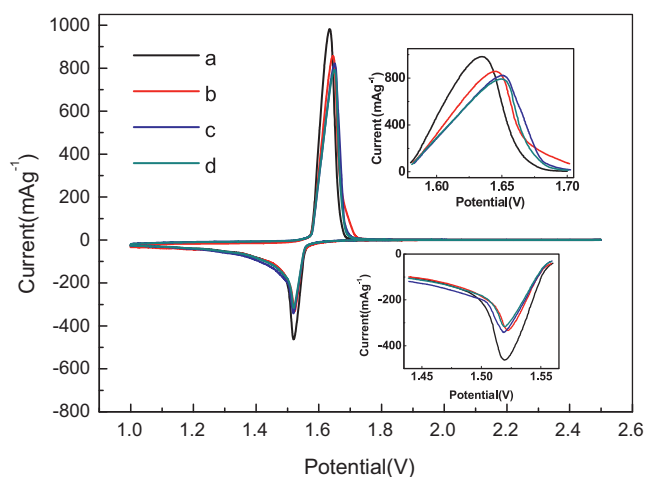 1000
800
600
400
200
0
-200
-400
-600
-800
Current(mAg-1)
1.0 1.2 1.4 1.6 1.8 2.0 2.2 2.4 2.6
Potential(V)
a
b
c
d
800
400
0
Current (mAg-1)
1.60 1.65 1.70
Potential(V)
0
-200
-400
Current(mAg-1)
1.45 1.50 1.55
Potential(V)